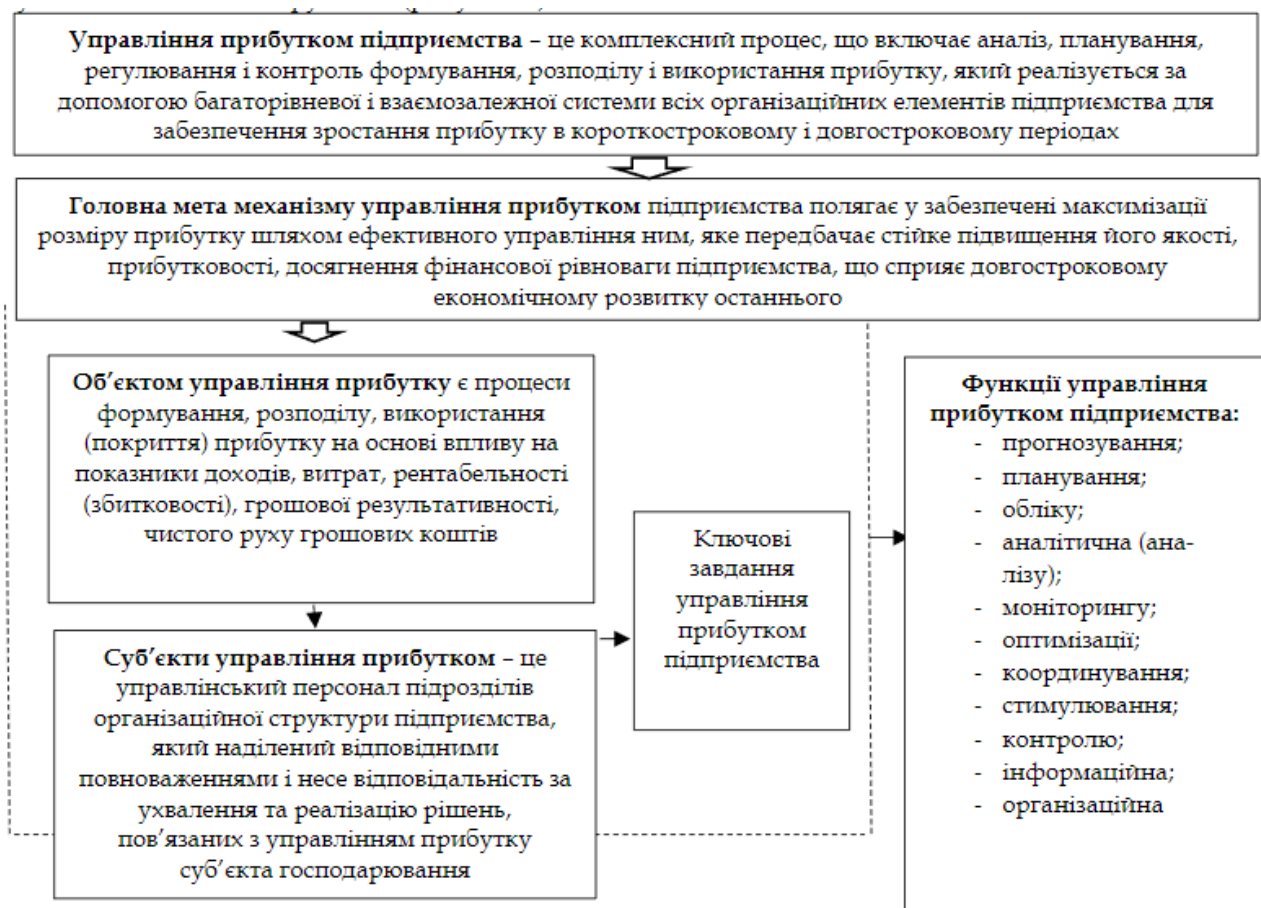 Управління прибутком підприємства – це комплексний процес, що включає аналіз, планування,
регулювання і контроль формування, розподілу і використання прибутку, який реалізується за
допомогою багаторівневої і взаємозалежної системи всіх організаційних елементів підприємства для
забезпечення зростання прибутку в короткостроковому і довгостроковому періодах
Головна мета механізму управління прибутком підприємства полягає у забезпечені максимізації
розміру прибутку шляхом ефективного управління ним, яке передбачає стійке підвищення його якості,
прибутковості, досягнення фінансової рівноваги підприємства, що сприяє довгостроковому
економічному розвитку останнього
Об’єктом управління прибутку є процеси
формування, розподілу, використання
(покриття) прибутку на основі впливу на
показники доходів, витрат, рентабельності
(збитковості), грошової результативності,
чистого руху грошових коштів
Суб’єкти управління прибутком – це
управлінський персонал підрозділів
організаційної структури підприємства,
який наділений відповідними
повноваженнями і несе відповідальність за
ухвалення та реалізацію рішень,
пов’язаних з управлінням прибутку
суб’єкта господарювання
Ключові
завдання
управління
прибутком
підприємства
Функції управління
прибутком підприємства:
- прогнозування;
- планування;
- обліку;
- аналітична (ана-
лізу);
- моніторингу;
- оптимізації;
- координування;
- стимулювання;
- контролю;
- інформаційна;
- організаційна